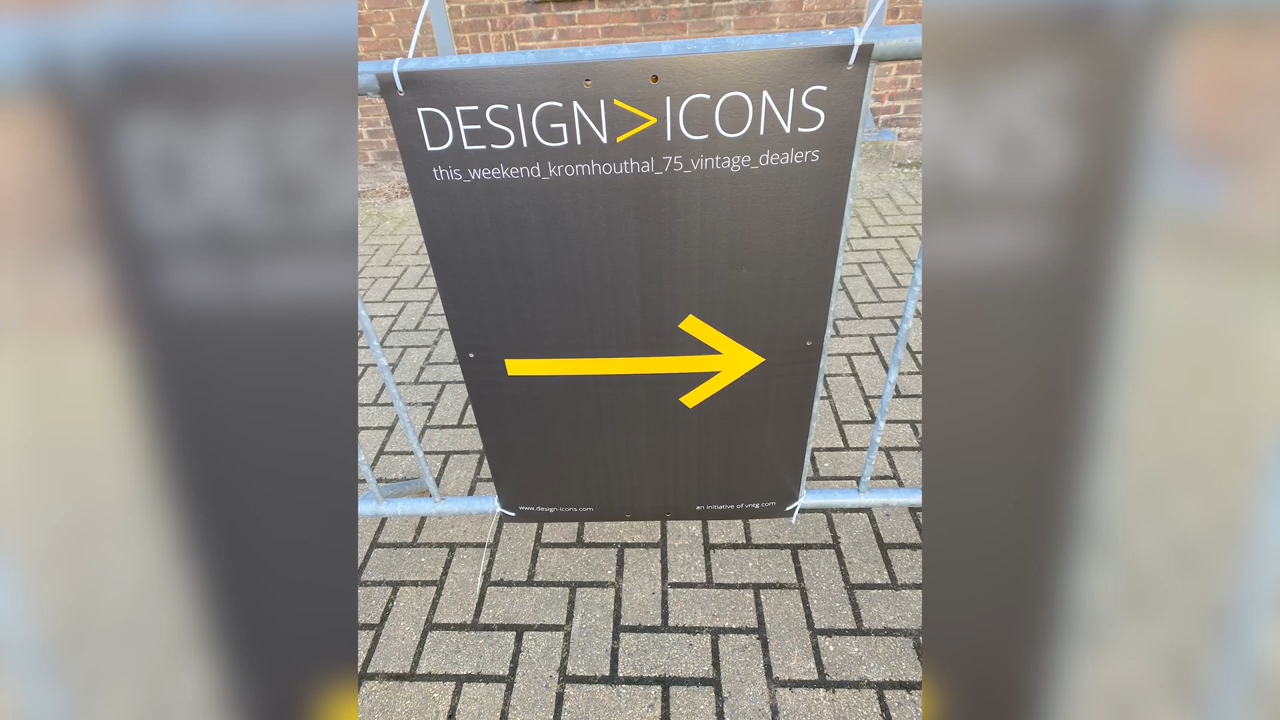 DESIGN>ICONS
this_weekend_kromhouthal_75_vintage_dealers
www.design-icons.com
an initiative of vntg.com